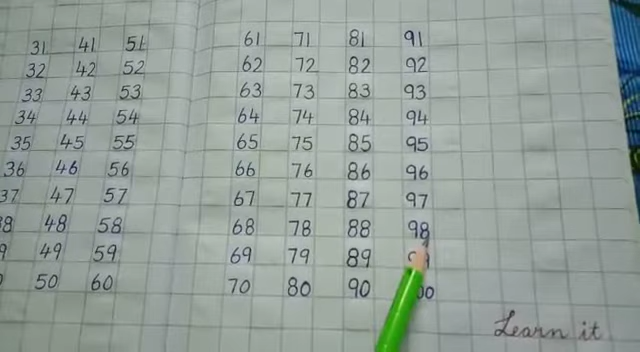 31 41 51 61 71 81 91
32 42 52 62 72 82 92
33 43 53 63 73 83 93
34 44 54 64 74 84 94
35 45 55 65 75 85 95
36 46 56 66 76 86 96
37 47 57 67 77 87 97
48 58 68 78 88 98
49 59 69 79 89
50 60 70 80 90
Learn it